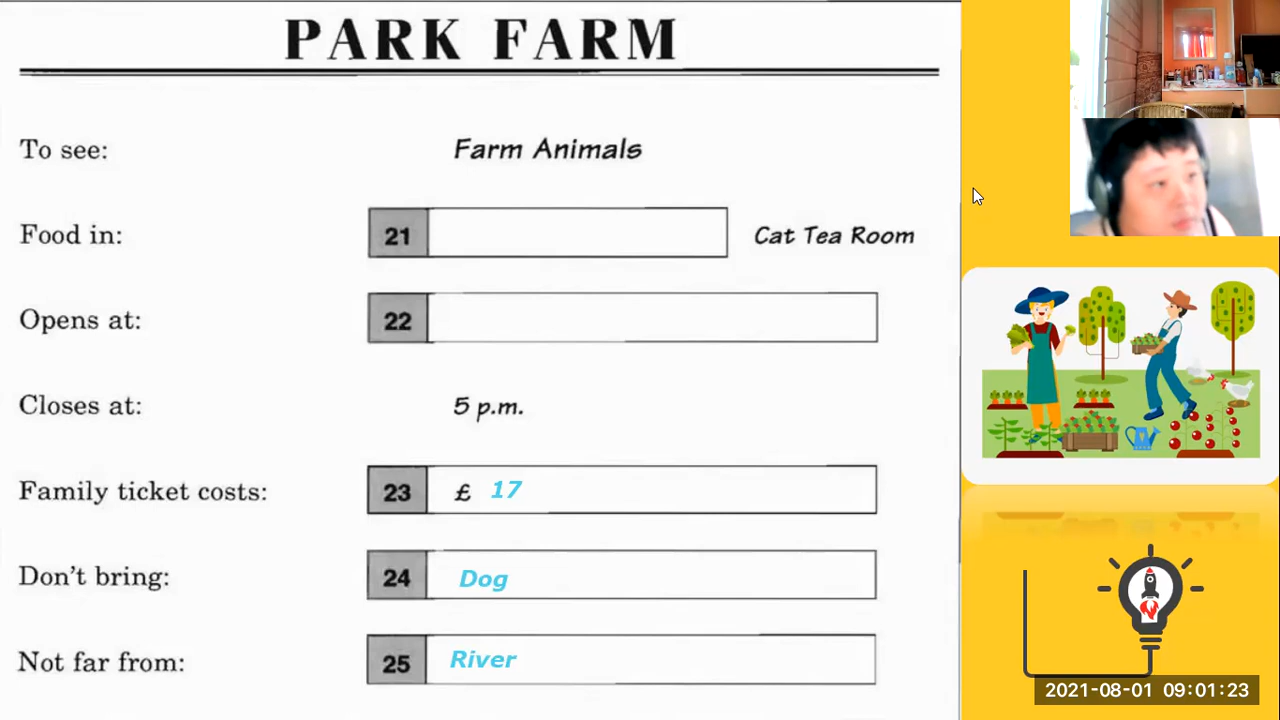 PARK FARM
To see: Farm Animals
Food in: 21 Cat Tea Room
Opens at: 22
Closes at: 5 p.m.
Family ticket costs: 23 £ 17
Don't bring: 24 Dog
Not far from: 25 River
2021-08-01 09:01:23